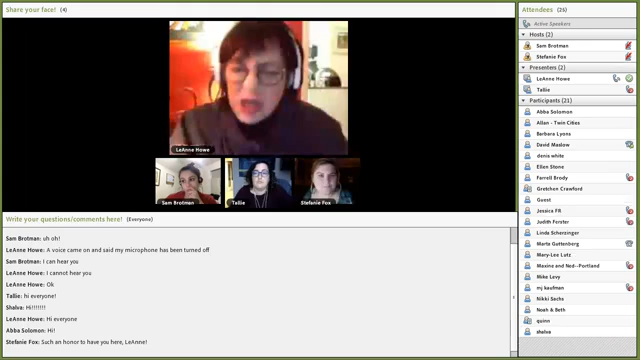 Share your face! (4)
LeAnne Howe
Sam Brotman
Tallie
Stefanie Fox
Write your questions/comments here! (Everyone)
Sam Brotman: uh oh!
LeAnne Howe: A voice came on and said my microphone has been turned off
Sam Brotman: I can hear you
LeAnne Howe: I cannot hear you
LeAnne Howe: Ok
Tallie: hi everyone!
Shalva: Hi!!!!!!!
LeAnne Howe: Hi everyone
Abba Solomon: Hi!
Stefanie Fox: Such an honor to have you here, LeAnne!
Attendees (25)
Active Speakers
Hosts (2)
Sam Brotman
Stefanie Fox
Presenters (2)
LeAnne Howe
Tallie
Participants (21)
Abba Solomon
Allan - Twin Cities
Barbara Lyons
David Maslow
denis white
Ellen Stone
Farrell Brody
Gretchen Crawford
Guest
Jessica FR
Judith Forster
Linda Scherzinger
Marta Guttenberg
Mary-Lee Lutz
Maxine and Ned--Portland
Mike Levy
mj kaufman
Nikki Sachs
Noah & Beth
quinn
shalva